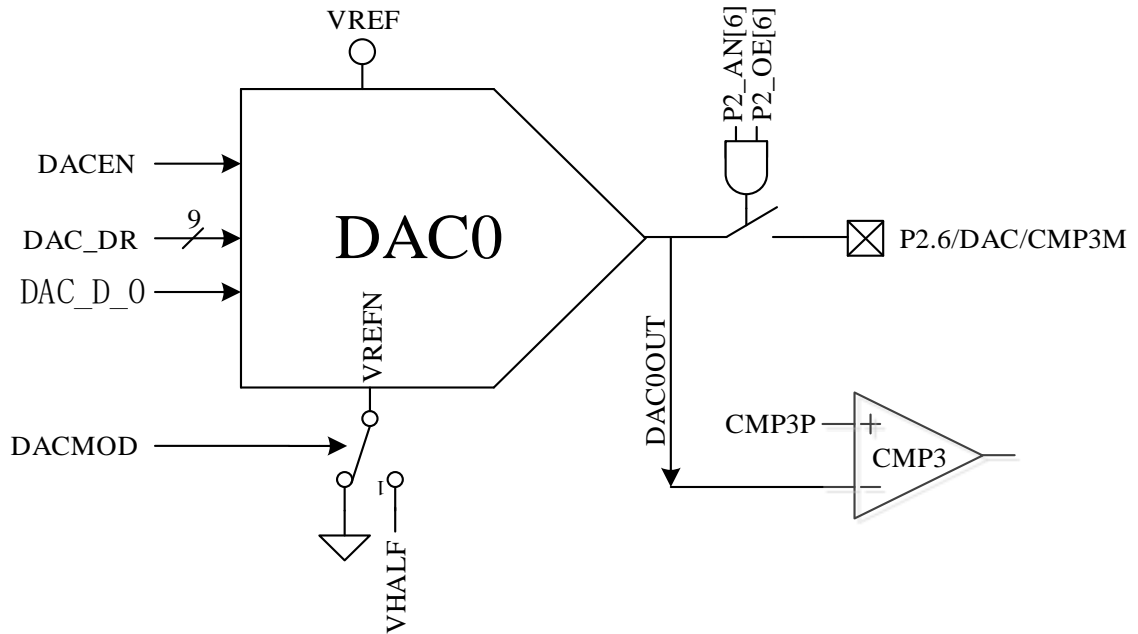 VREF
P2_AN[6]
P2_OE[6]
DACEN
9
DAC_DR
DAC0
P2.6/DAC/CMP3M
DAC_D_O
VREFN
DAC0OUT
CMP3P
+
CMP3
DACMOD
1
VHALF